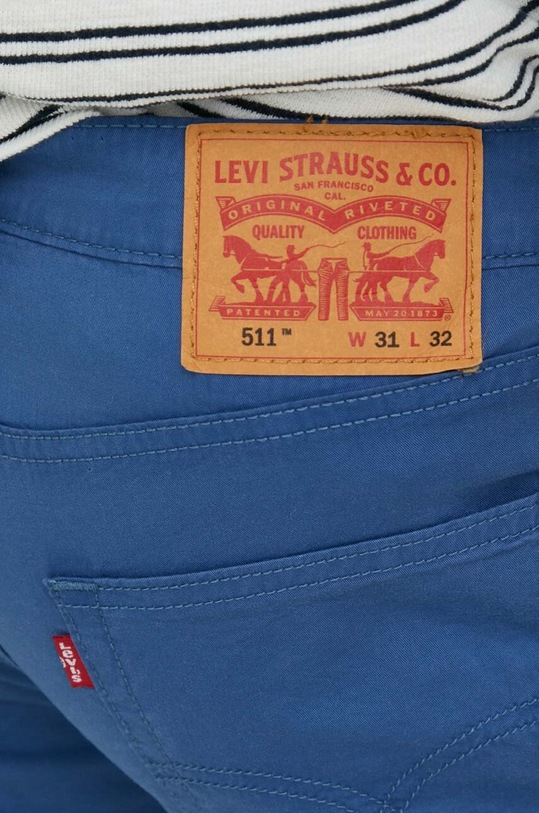 LEVI STRAUSS & CO.
SAN FRANCISCO
CAL.
ORIGINAL RIVETED
QUALITY CLOTHING
PATENTED MAY 20 1873 ®
511™ W 31 L 32
Levi's